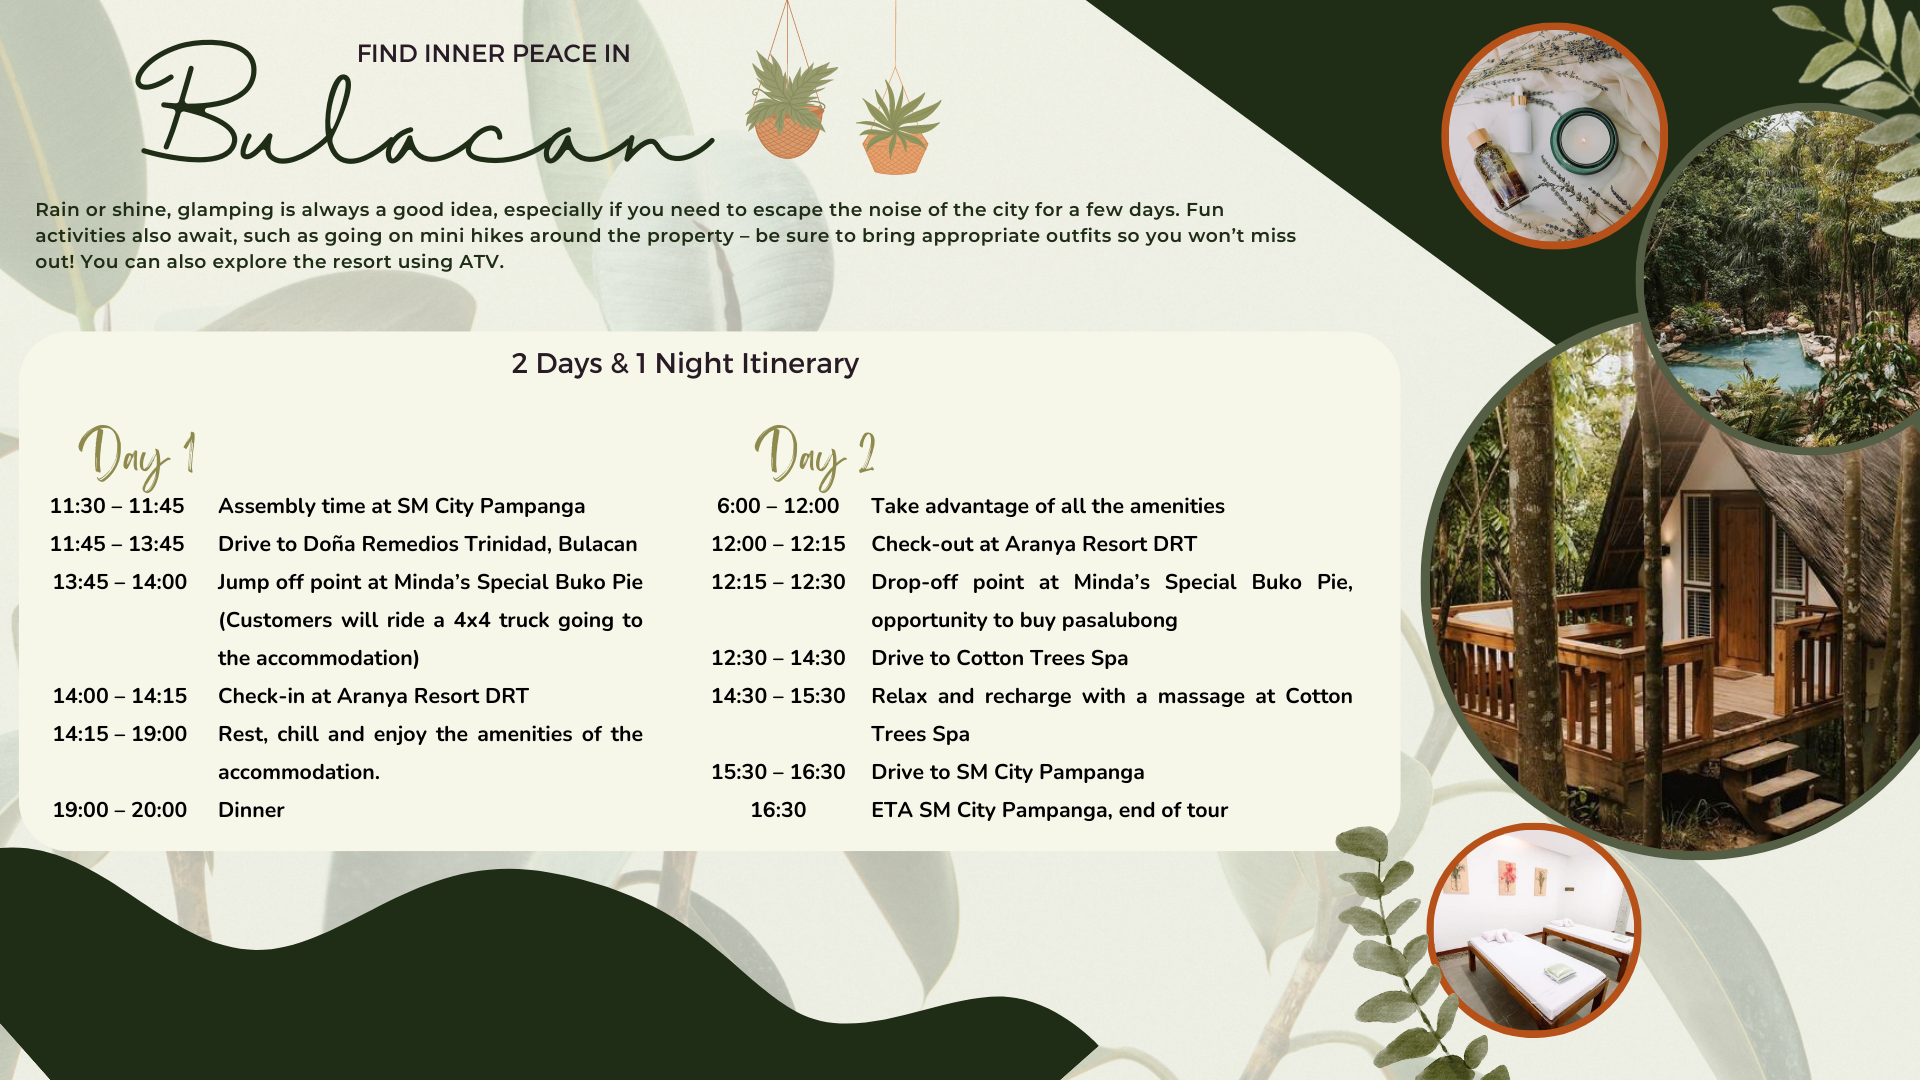 FIND INNER PEACE IN
Bulacan
Rain or shine, glamping is always a good idea, especially if you need to escape the noise of the city for a few days. Fun
activities also await, such as going on mini hikes around the property – be sure to bring appropriate outfits so you won’t miss
out! You can also explore the resort using ATV.
2 Days & 1 Night Itinerary
Day 1
11:30 – 11:45 Assembly time at SM City Pampanga
11:45 – 13:45 Drive to Doña Remedios Trinidad, Bulacan
13:45 – 14:00 Jump off point at Minda’s Special Buko Pie
(Customers will ride a 4x4 truck going to
the accommodation)
14:00 – 14:15 Check-in at Aranya Resort DRT
14:15 – 19:00 Rest, chill and enjoy the amenities of the
accommodation.
19:00 – 20:00 Dinner
Day 2
6:00 – 12:00 Take advantage of all the amenities
12:00 – 12:15 Check-out at Aranya Resort DRT
12:15 – 12:30 Drop-off point at Minda’s Special Buko Pie,
opportunity to buy pasalubong
12:30 – 14:30 Drive to Cotton Trees Spa
14:30 – 15:30 Relax and recharge with a massage at Cotton
Trees Spa
15:30 – 16:30 Drive to SM City Pampanga
16:30 ETA SM City Pampanga, end of tour